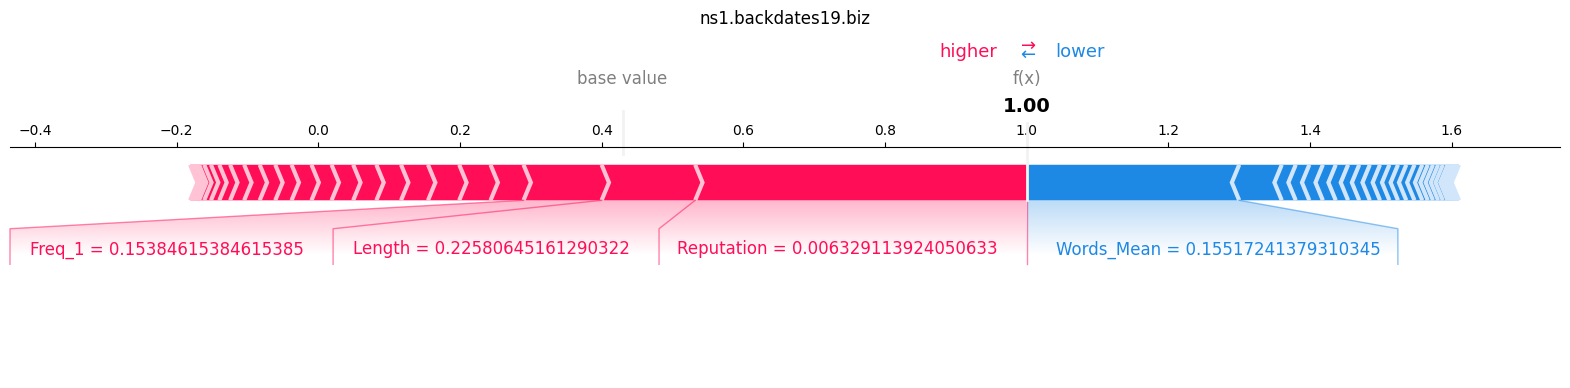 ns1.backdates19.biz
higher → lower
←
base value f(x)
1.00
−0.4 −0.2 0.0 0.2 0.4 0.6 0.8 1.0 1.2 1.4 1.6
Freq_1 = 0.15384615384615385 Length = 0.22580645161290322 Reputation = 0.006329113924050633 Words_Mean = 0.15517241379310345